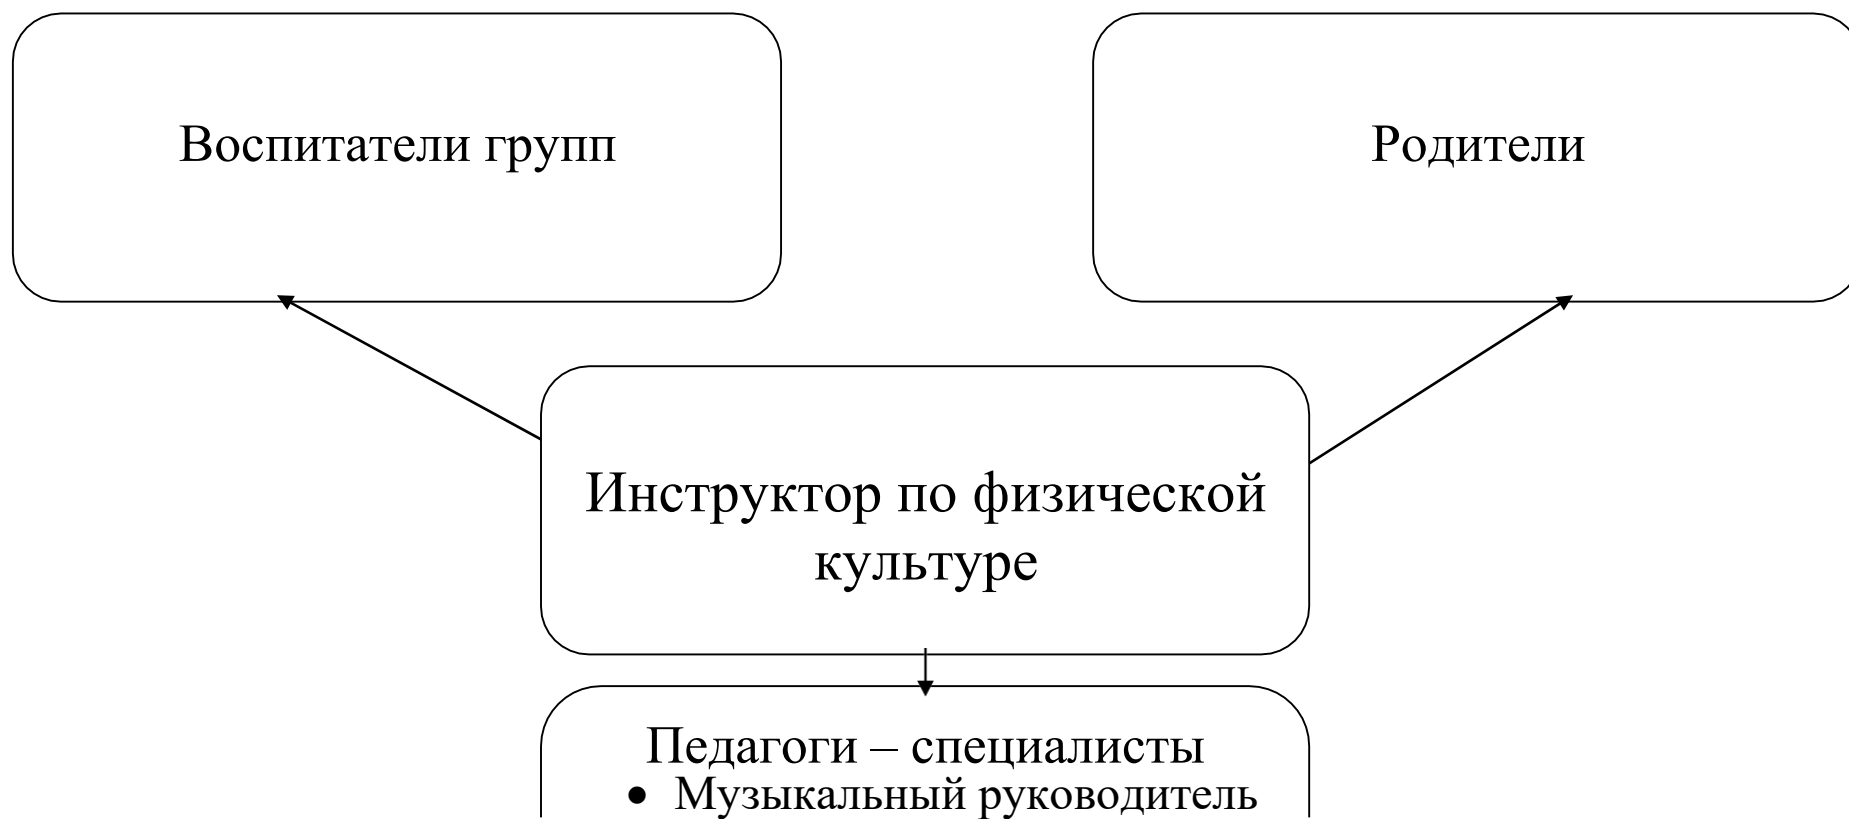 Воспитатели групп
Родители
Инструктор по физической
культуре
Педагоги – специалисты
• Музыкальный руководитель